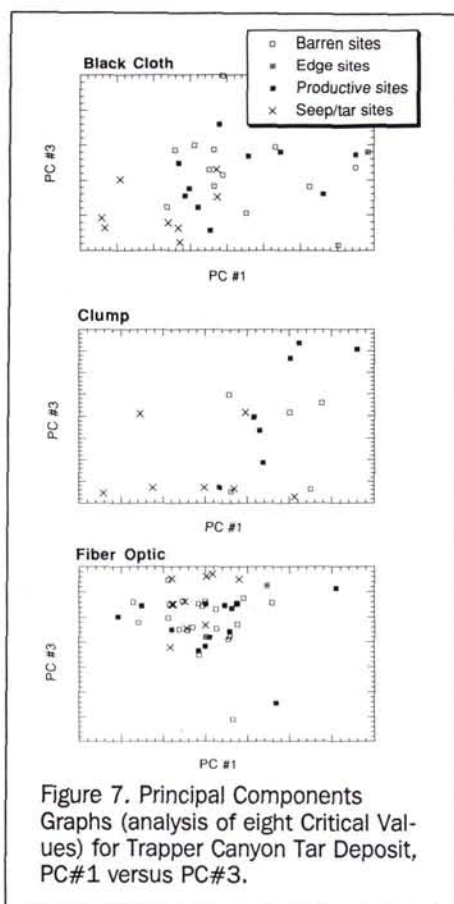 Barren sites
Edge sites
Productive sites
Seep/tar sites
Black Cloth
PC #3
PC #1
Clump
PC #3
PC #1
Fiber Optic
PC #3
PC #1
Figure 7. Principal Components
Graphs (analysis of eight Critical Val-
ues) for Trapper Canyon Tar Deposit,
PC#1 versus PC#3.